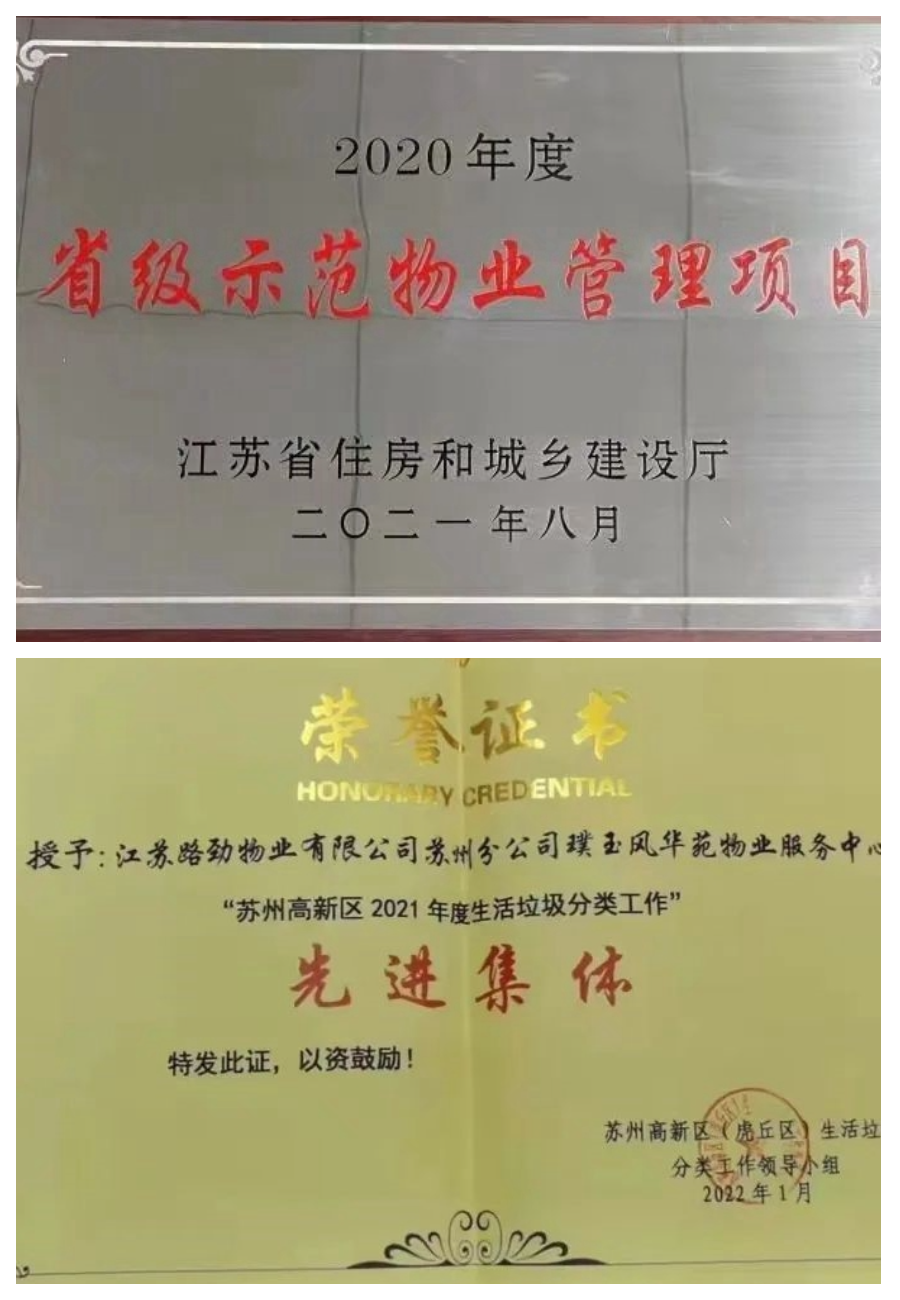 2020年度
省级示范物业管理项目
江苏省住房和城乡建设厅
二〇二一年八月
荣誉证书
HONORARY CREDENTIAL
授予:江苏路劲物业有限公司苏州分公司璞玉风华苑物业服务中心
“苏州高新区2021年度生活垃圾分类工作”
先进集体
特发此证，以资鼓励！
苏州高新区（虎丘区）生活垃
分类工作领导小组
2022年1月